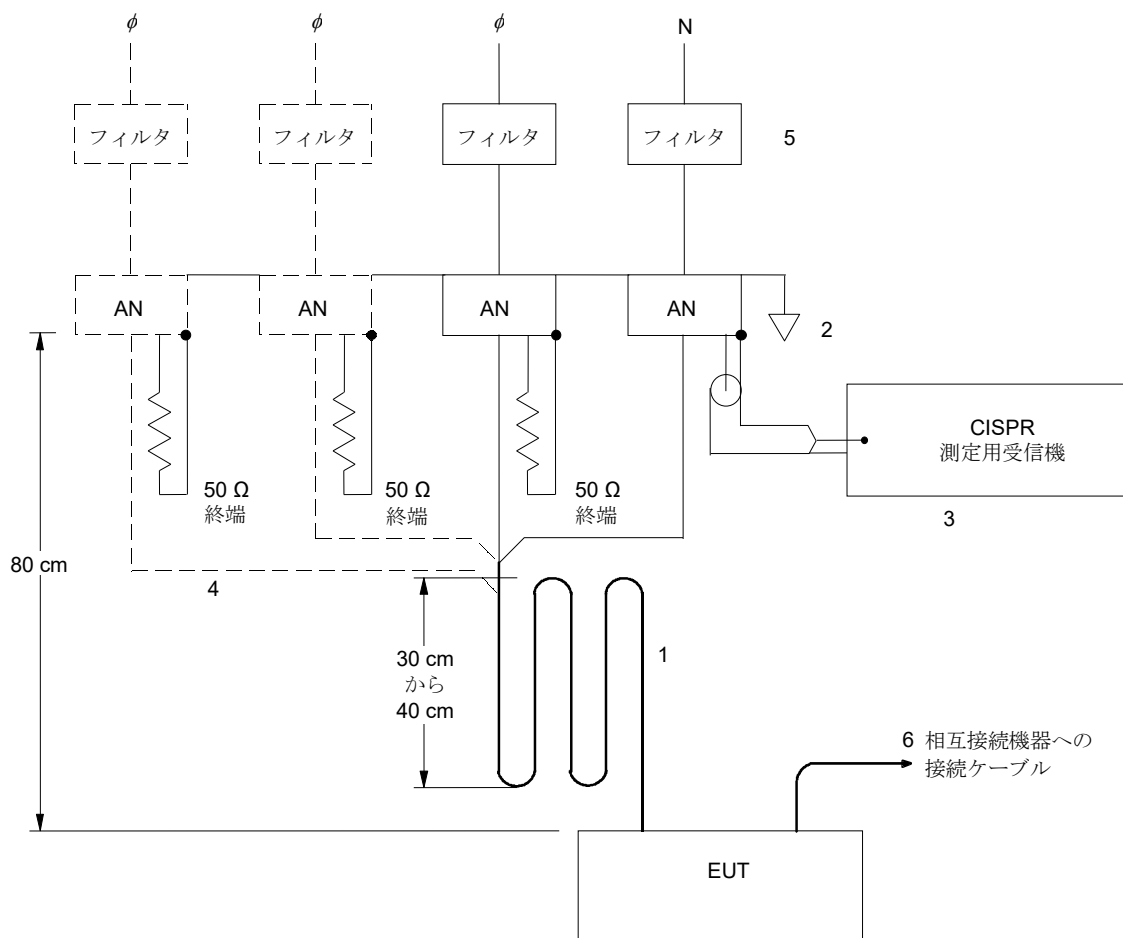 ϕ
ϕ
ϕ
N
フィルタ
フィルタ
フィルタ
フィルタ
5
AN
AN
AN
AN
2
CISPR
測定用受信機
3
50 Ω
終端
50 Ω
終端
50 Ω
終端
80 cm
4
30 cm
から
40 cm
1
6 相互接続機器への
接続ケーブル
EUT